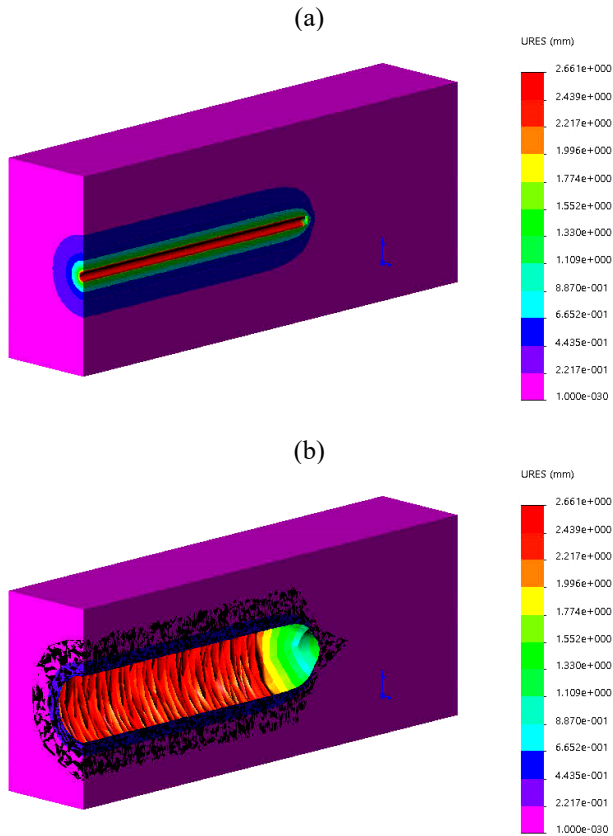 (a)
URES (mm)
2.661e+000
2.439e+000
2.217e+000
1.996e+000
1.774e+000
1.552e+000
1.330e+000
1.109e+000
8.870e-001
6.652e-001
4.435e-001
2.217e-001
1.000e-030
(b)
URES (mm)
2.661e+000
2.439e+000
2.217e+000
1.996e+000
1.774e+000
1.552e+000
1.330e+000
1.109e+000
8.870e-001
6.652e-001
4.435e-001
2.217e-001
1.000e-030